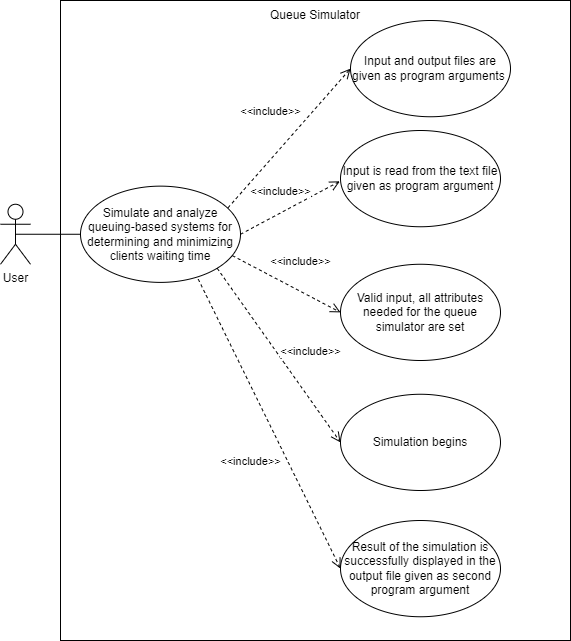 Queue Simulator
Input and output files are
given as program arguments
<<include>>
Input is read from the text file
given as program argument
<<include>>
Simulate and analyze
queuing-based systems for
determining and minimizing
clients waiting time
User
<<include>>
Valid input, all attributes
needed for the queue
simulator are set
<<include>>
Simulation begins
<<include>>
Result of the simulation is
successfully displayed in the
output file given as second
program argument